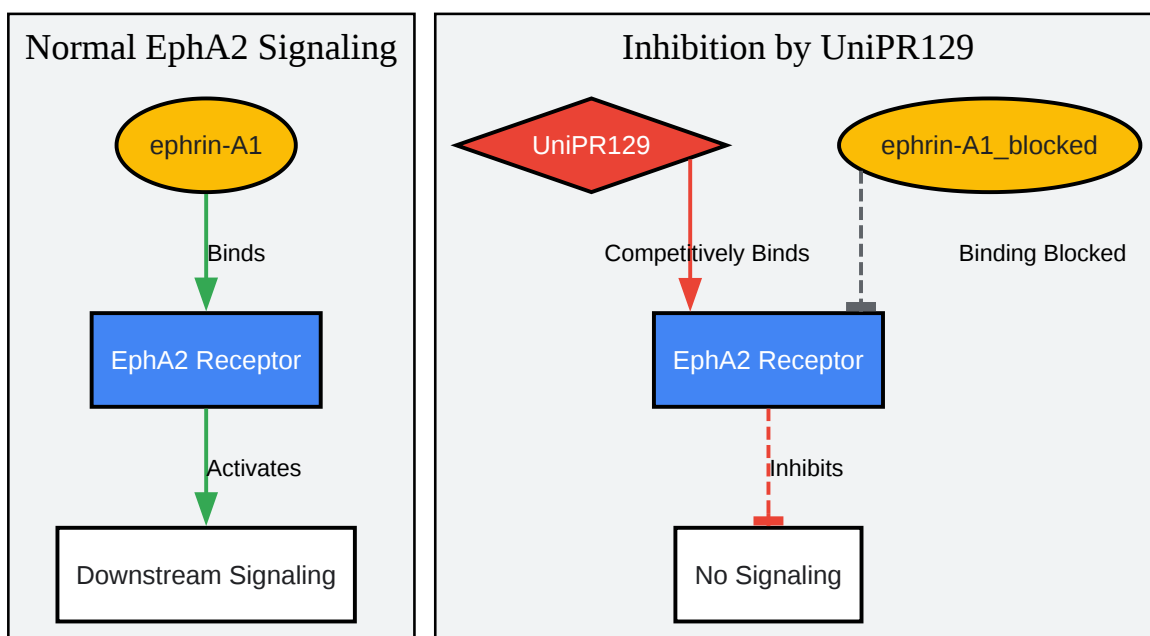 Normal EphA2 Signaling
ephrin-A1
Binds
EphA2 Receptor
Activates
Downstream Signaling
Inhibition by UniPR129
UniPR129
ephrin-A1_blocked
Competitively Binds
Binding Blocked
EphA2 Receptor
Inhibits
No Signaling